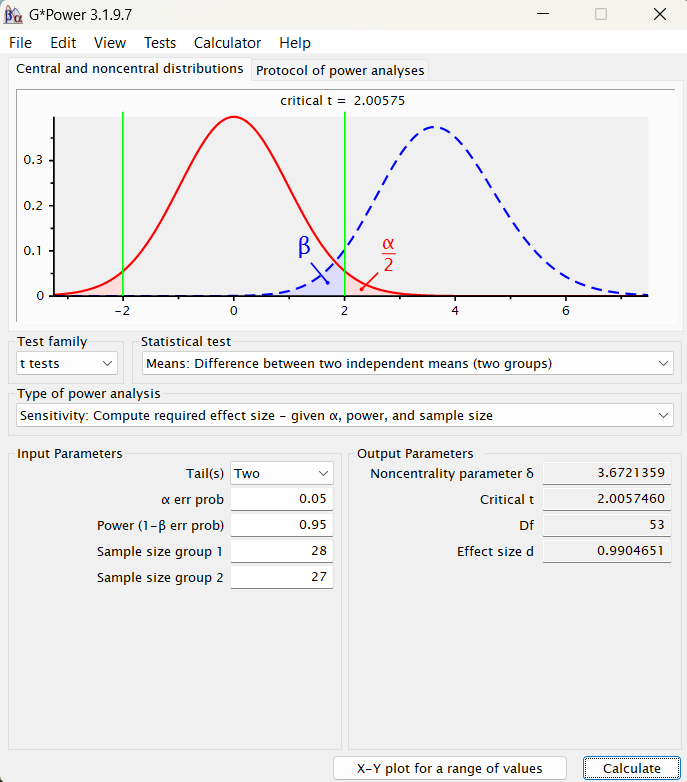 G*Power 3.1.9.7
File Edit View Tests Calculator Help
Central and noncentral distributions Protocol of power analyses
critical t = 2.00575
0.3
0.2
0.1
0
β
α
2
-2 0 2 4 6
Test family
t tests
Statistical test
Means: Difference between two independent means (two groups)
Type of power analysis
Sensitivity: Compute required effect size – given α, power, and sample size
Input Parameters
Tail(s) Two
α err prob 0.05
Power (1–β err prob) 0.95
Sample size group 1 28
Sample size group 2 27
Output Parameters
Noncentrality parameter δ 3.6721359
Critical t 2.0057460
Df 53
Effect size d 0.9904651
X–Y plot for a range of values
Calculate